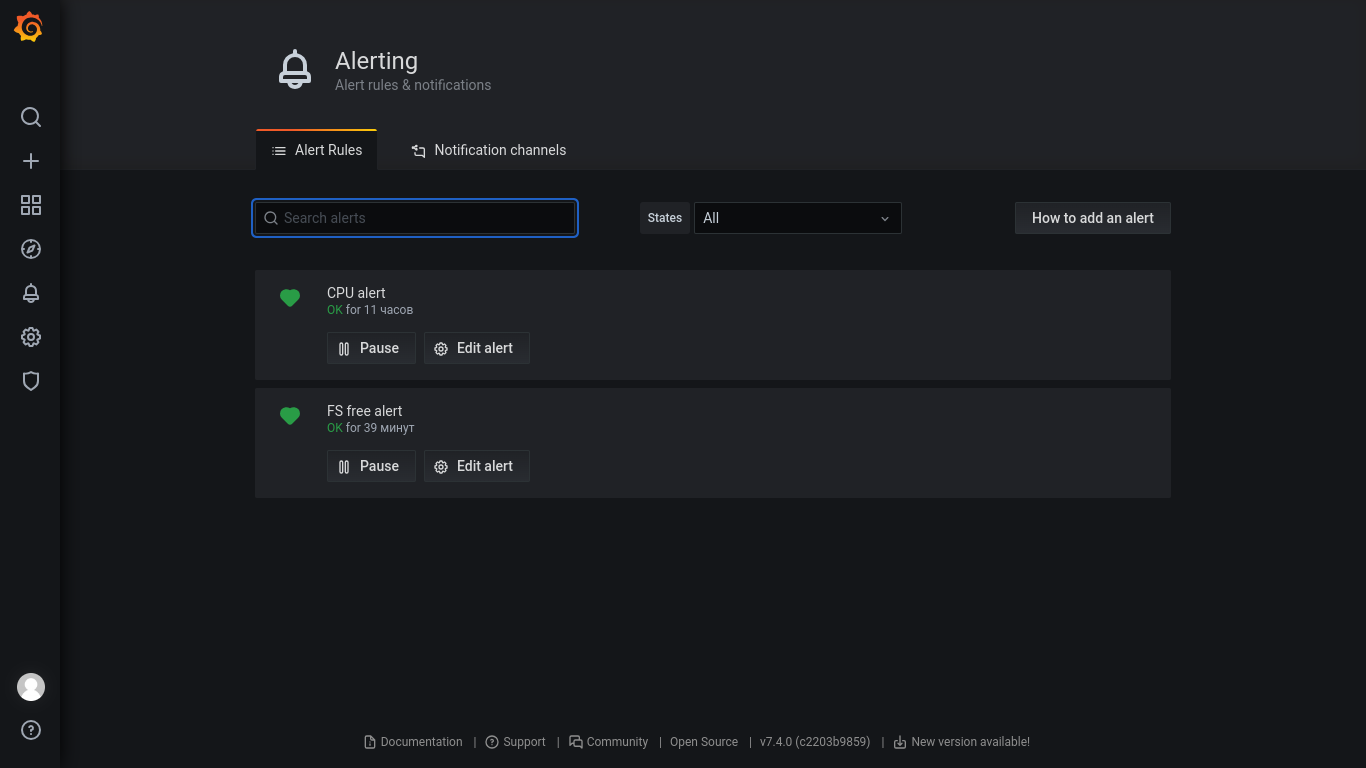 Alerting
Alert rules & notifications
Alert Rules
Notification channels
Search alerts
States
All
How to add an alert
CPU alert
OK for 11 часов
Pause
Edit alert
FS free alert
OK for 39 минут
Pause
Edit alert
Documentation | Support | Community | Open Source | v7.4.0 (c2203b9859) | New version available!